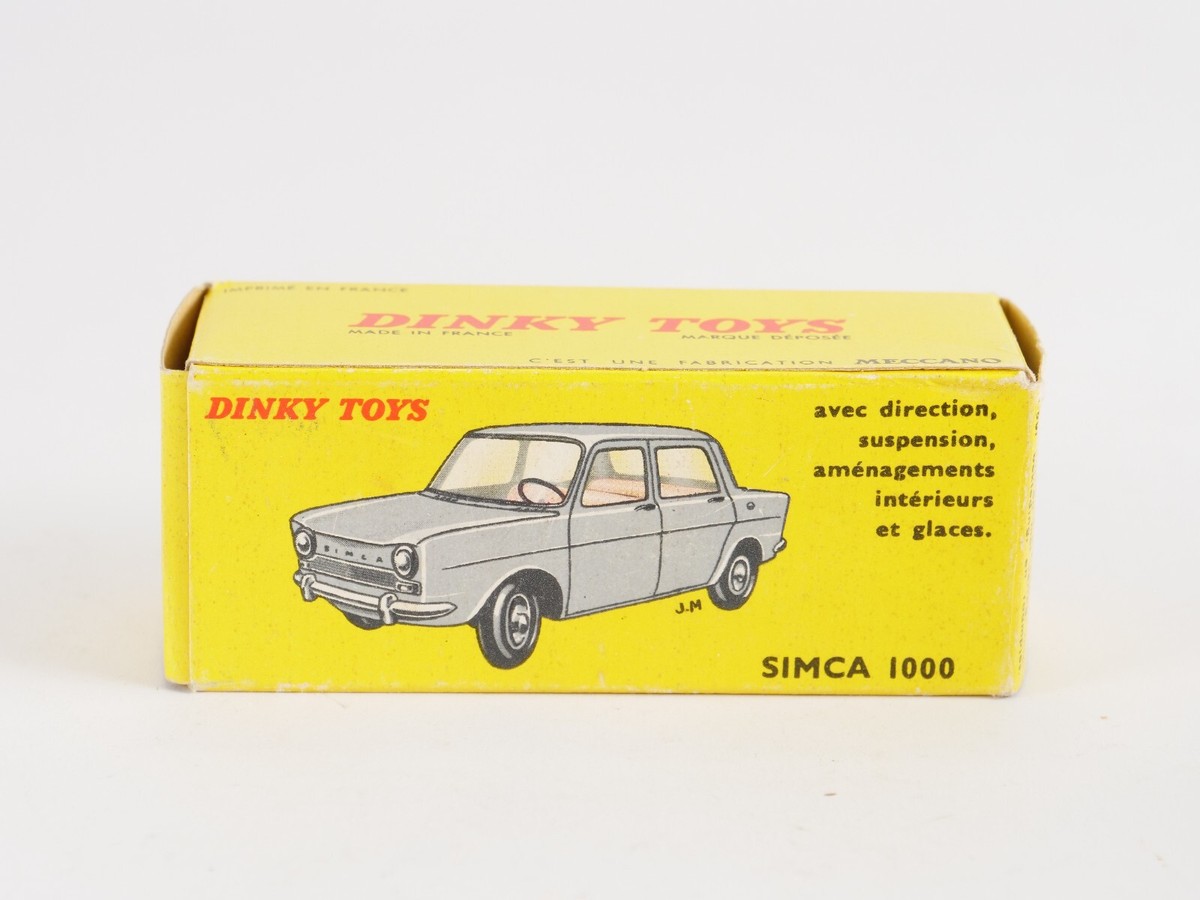 IMPRIMÉ EN FRANCE
DINKY TOYS
MADE IN FRANCE MARQUE DÉPOSÉE
C'EST UNE FABRICATION MECCANO
DINKY TOYS
avec direction,
suspension,
aménagements
intérieurs
et glaces.
SIMCA
J.M
SIMCA 1000